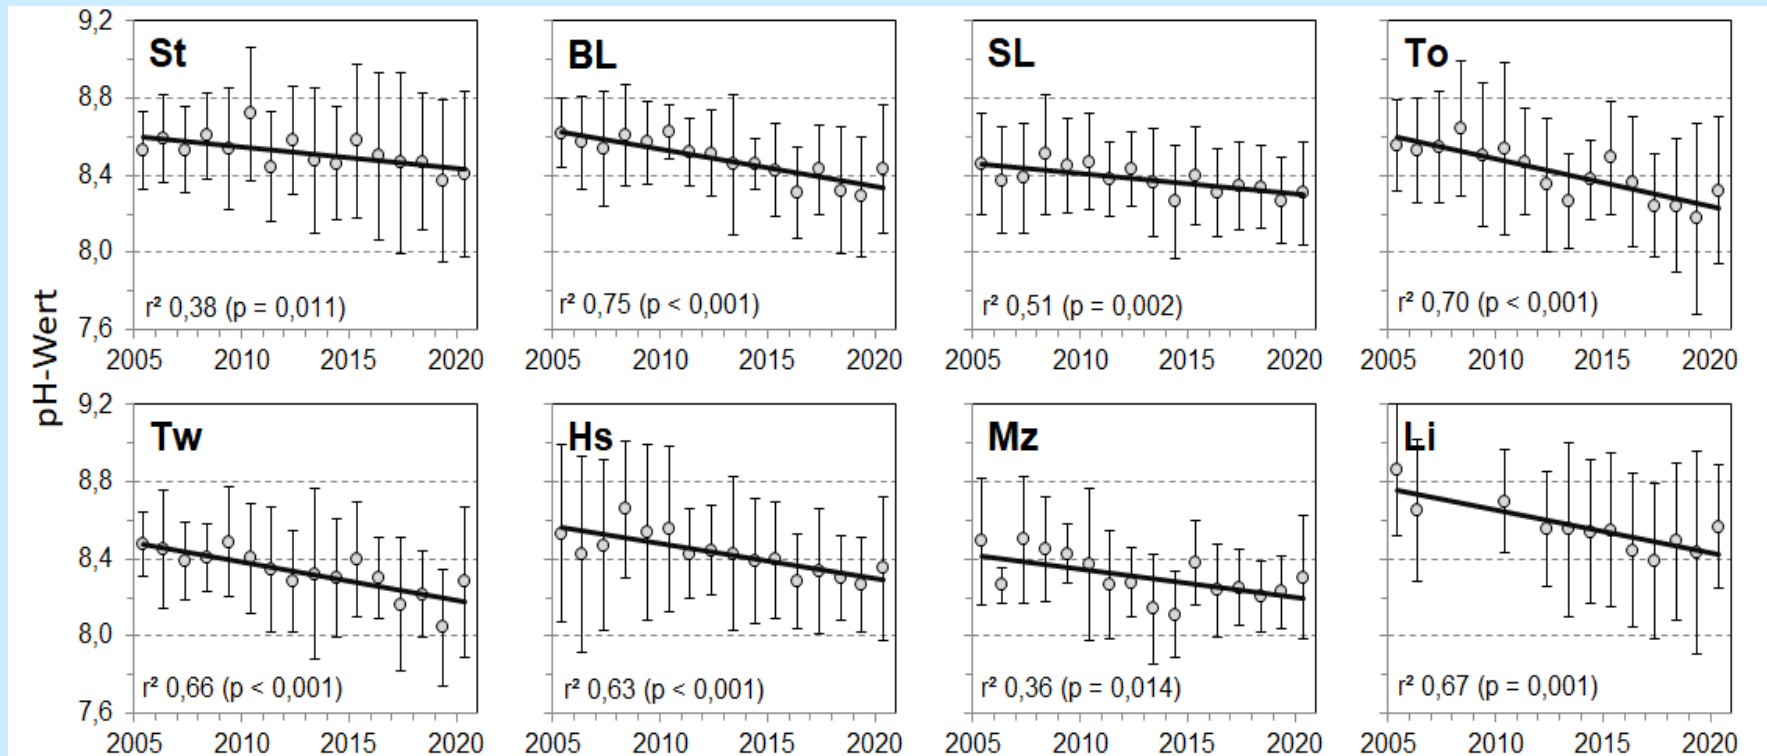 pH-Wert
9,2
8,8
8,4
8,0
7,6
St
r² 0,38 (p = 0,011)
2005 2010 2015 2020
BL
r² 0,75 (p < 0,001)
2005 2010 2015 2020
SL
r² 0,51 (p = 0,002)
2005 2010 2015 2020
To
r² 0,70 (p < 0,001)
2005 2010 2015 2020
9,2
8,8
8,4
8,0
7,6
Tw
r² 0,66 (p < 0,001)
2005 2010 2015 2020
Hs
r² 0,63 (p < 0,001)
2005 2010 2015 2020
Mz
r² 0,36 (p = 0,014)
2005 2010 2015 2020
Li
r² 0,67 (p = 0,001)
2005 2010 2015 2020